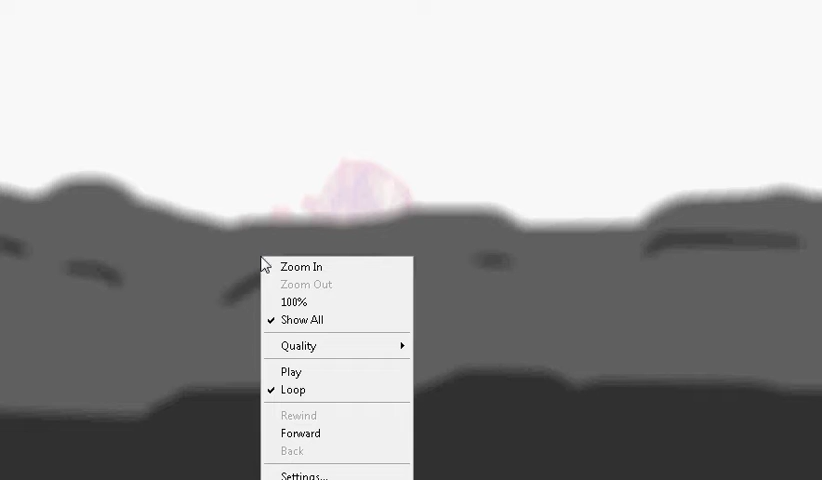 Zoom In
Zoom Out
100%
Show All
Quality
Play
Loop
Rewind
Forward
Back
Settings...